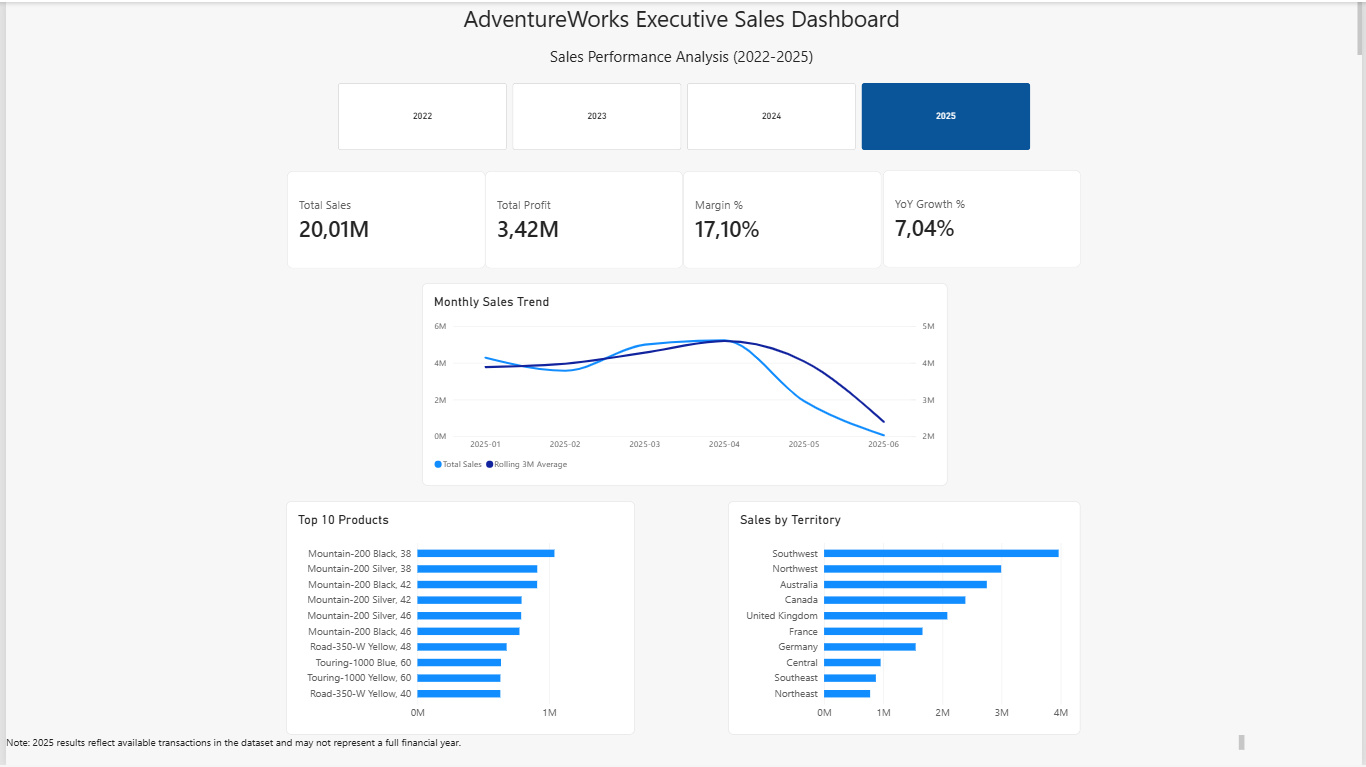 AdventureWorks Executive Sales Dashboard
Sales Performance Analysis (2022-2025)
2022 2023 2024 2025
Total Sales Total Profit Margin % YoY Growth %
20,01M 3,42M 17,10% 7,04%
Monthly Sales Trend
6M 5M
4M 4M
2M 3M
0M 2M
2025-01 2025-02 2025-03 2025-04 2025-05 2025-06
Total Sales Rolling 3M Average
Top 10 Products
Mountain-200 Black, 38
Mountain-200 Silver, 38
Mountain-200 Black, 42
Mountain-200 Silver, 42
Mountain-200 Silver, 46
Mountain-200 Black, 46
Road-350-W Yellow, 48
Touring-1000 Blue, 60
Touring-1000 Yellow, 60
Road-350-W Yellow, 40
0M 1M
Sales by Territory
Southwest
Northwest
Australia
Canada
United Kingdom
France
Germany
Central
Southeast
Northeast
0M 1M 2M 3M 4M
Note: 2025 results reflect available transactions in the dataset and may not represent a full financial year.